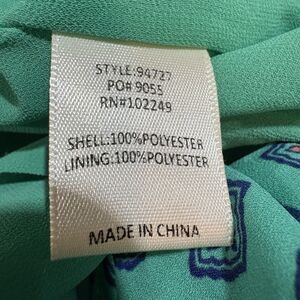 STYLE:94727
PO# 9055
RN#102249
SHELL:100%POLYESTER
LINING:100%POLYESTER
MADE IN CHINA